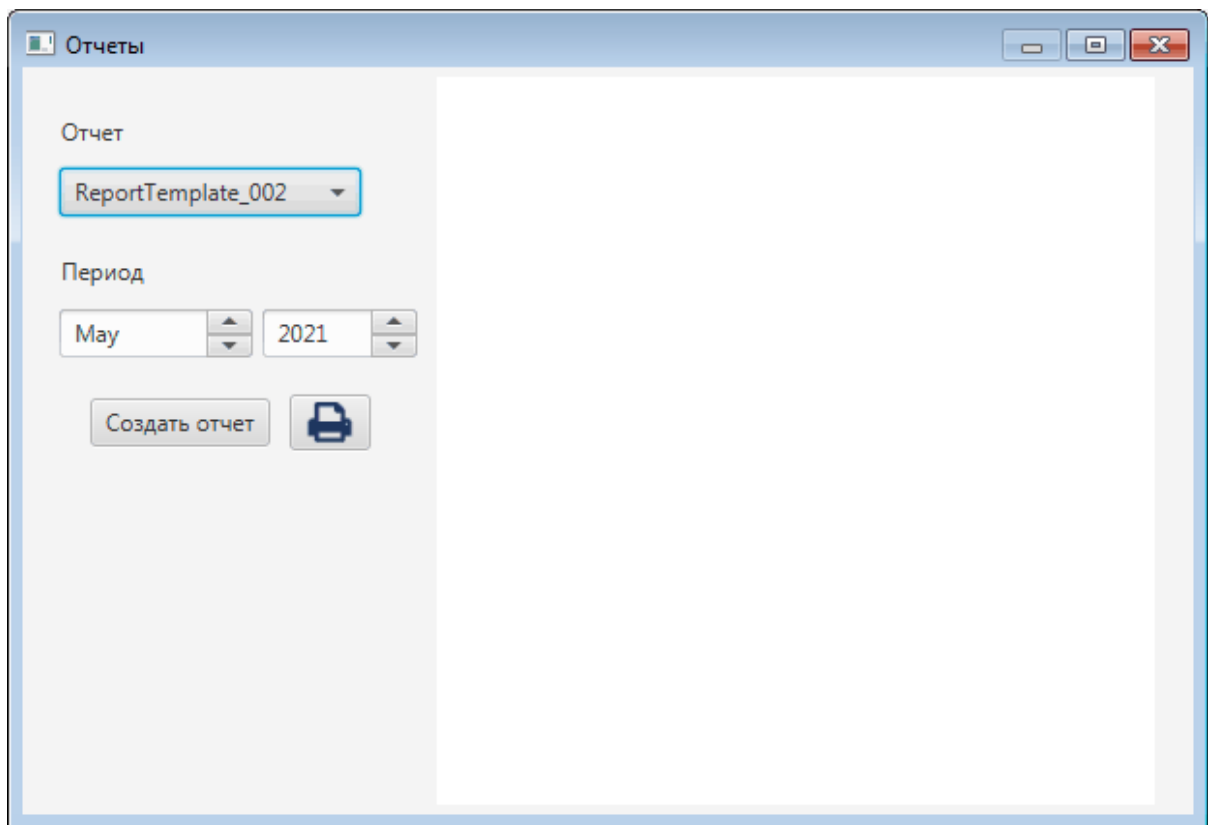 Отчеты
Отчет
ReportTemplate_002
Период
May 2021
Создать отчет